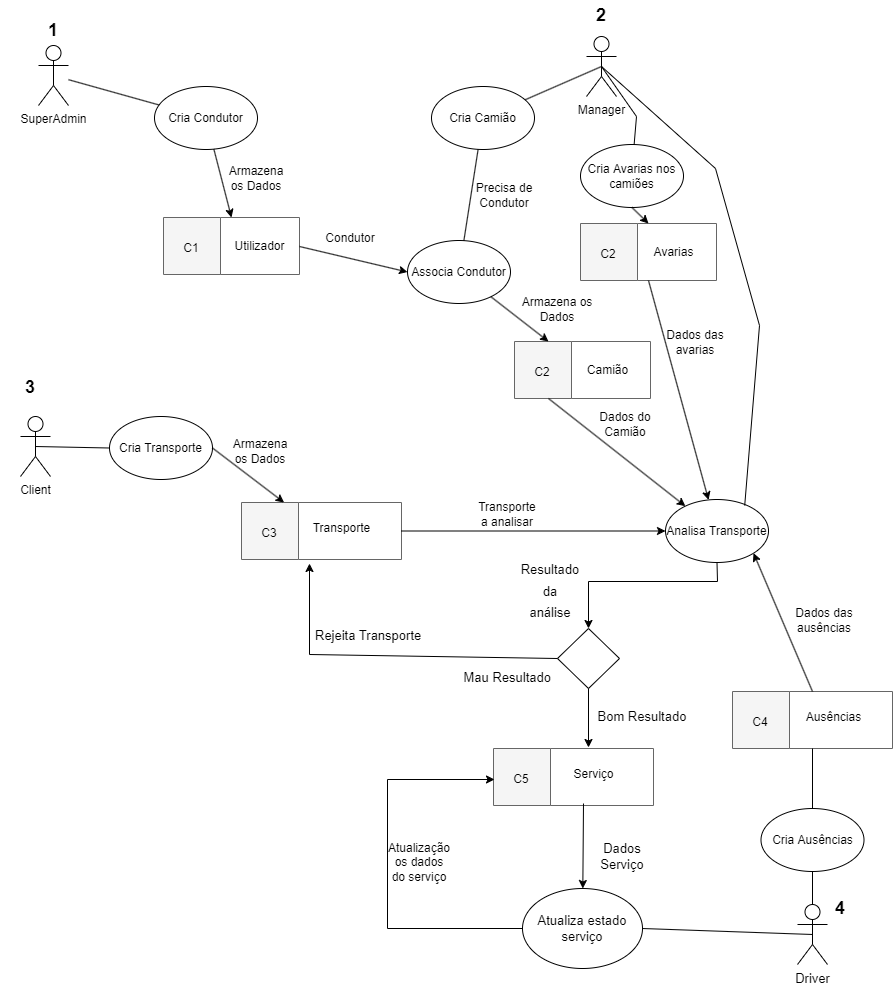 1
SuperAdmin
Cria Condutor
Armazena
os Dados
C1
Utilizador
Condutor
2
Manager
Cria Camião
Precisa de
Condutor
Associa Condutor
Armazena os
Dados
C2
Camião
Dados do
Camião
Cria Avarias nos
camiões
C2
Avarias
Dados das
avarias
3
Client
Cria Transporte
Armazena
os Dados
C3
Transporte
Transporte
a analisar
Analisa Transporte
Resultado
da
análise
Rejeita Transporte
Mau Resultado
Bom Resultado
Dados das
ausências
C4
Ausências
Cria Ausências
4
Driver
C5
Serviço
Dados
Serviço
Atualização
os dados
do serviço
Atualiza estado
serviço